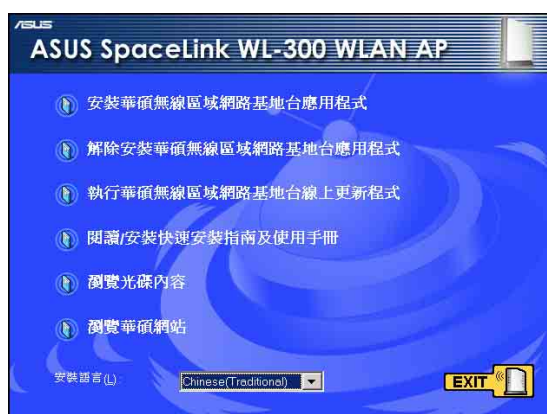 ASUS
ASUS SpaceLink WL-300 WLAN AP
安裝華碩無線區域網路基地台應用程式
解除安裝華碩無線區域網路基地台應用程式
執行華碩無線區域網路基地台線上更新程式
閱讀/安裝快速安裝指南及使用手冊
瀏覽光碟內容
瀏覽華碩網站
安裝語言(L) Chinese(Traditional)
EXIT